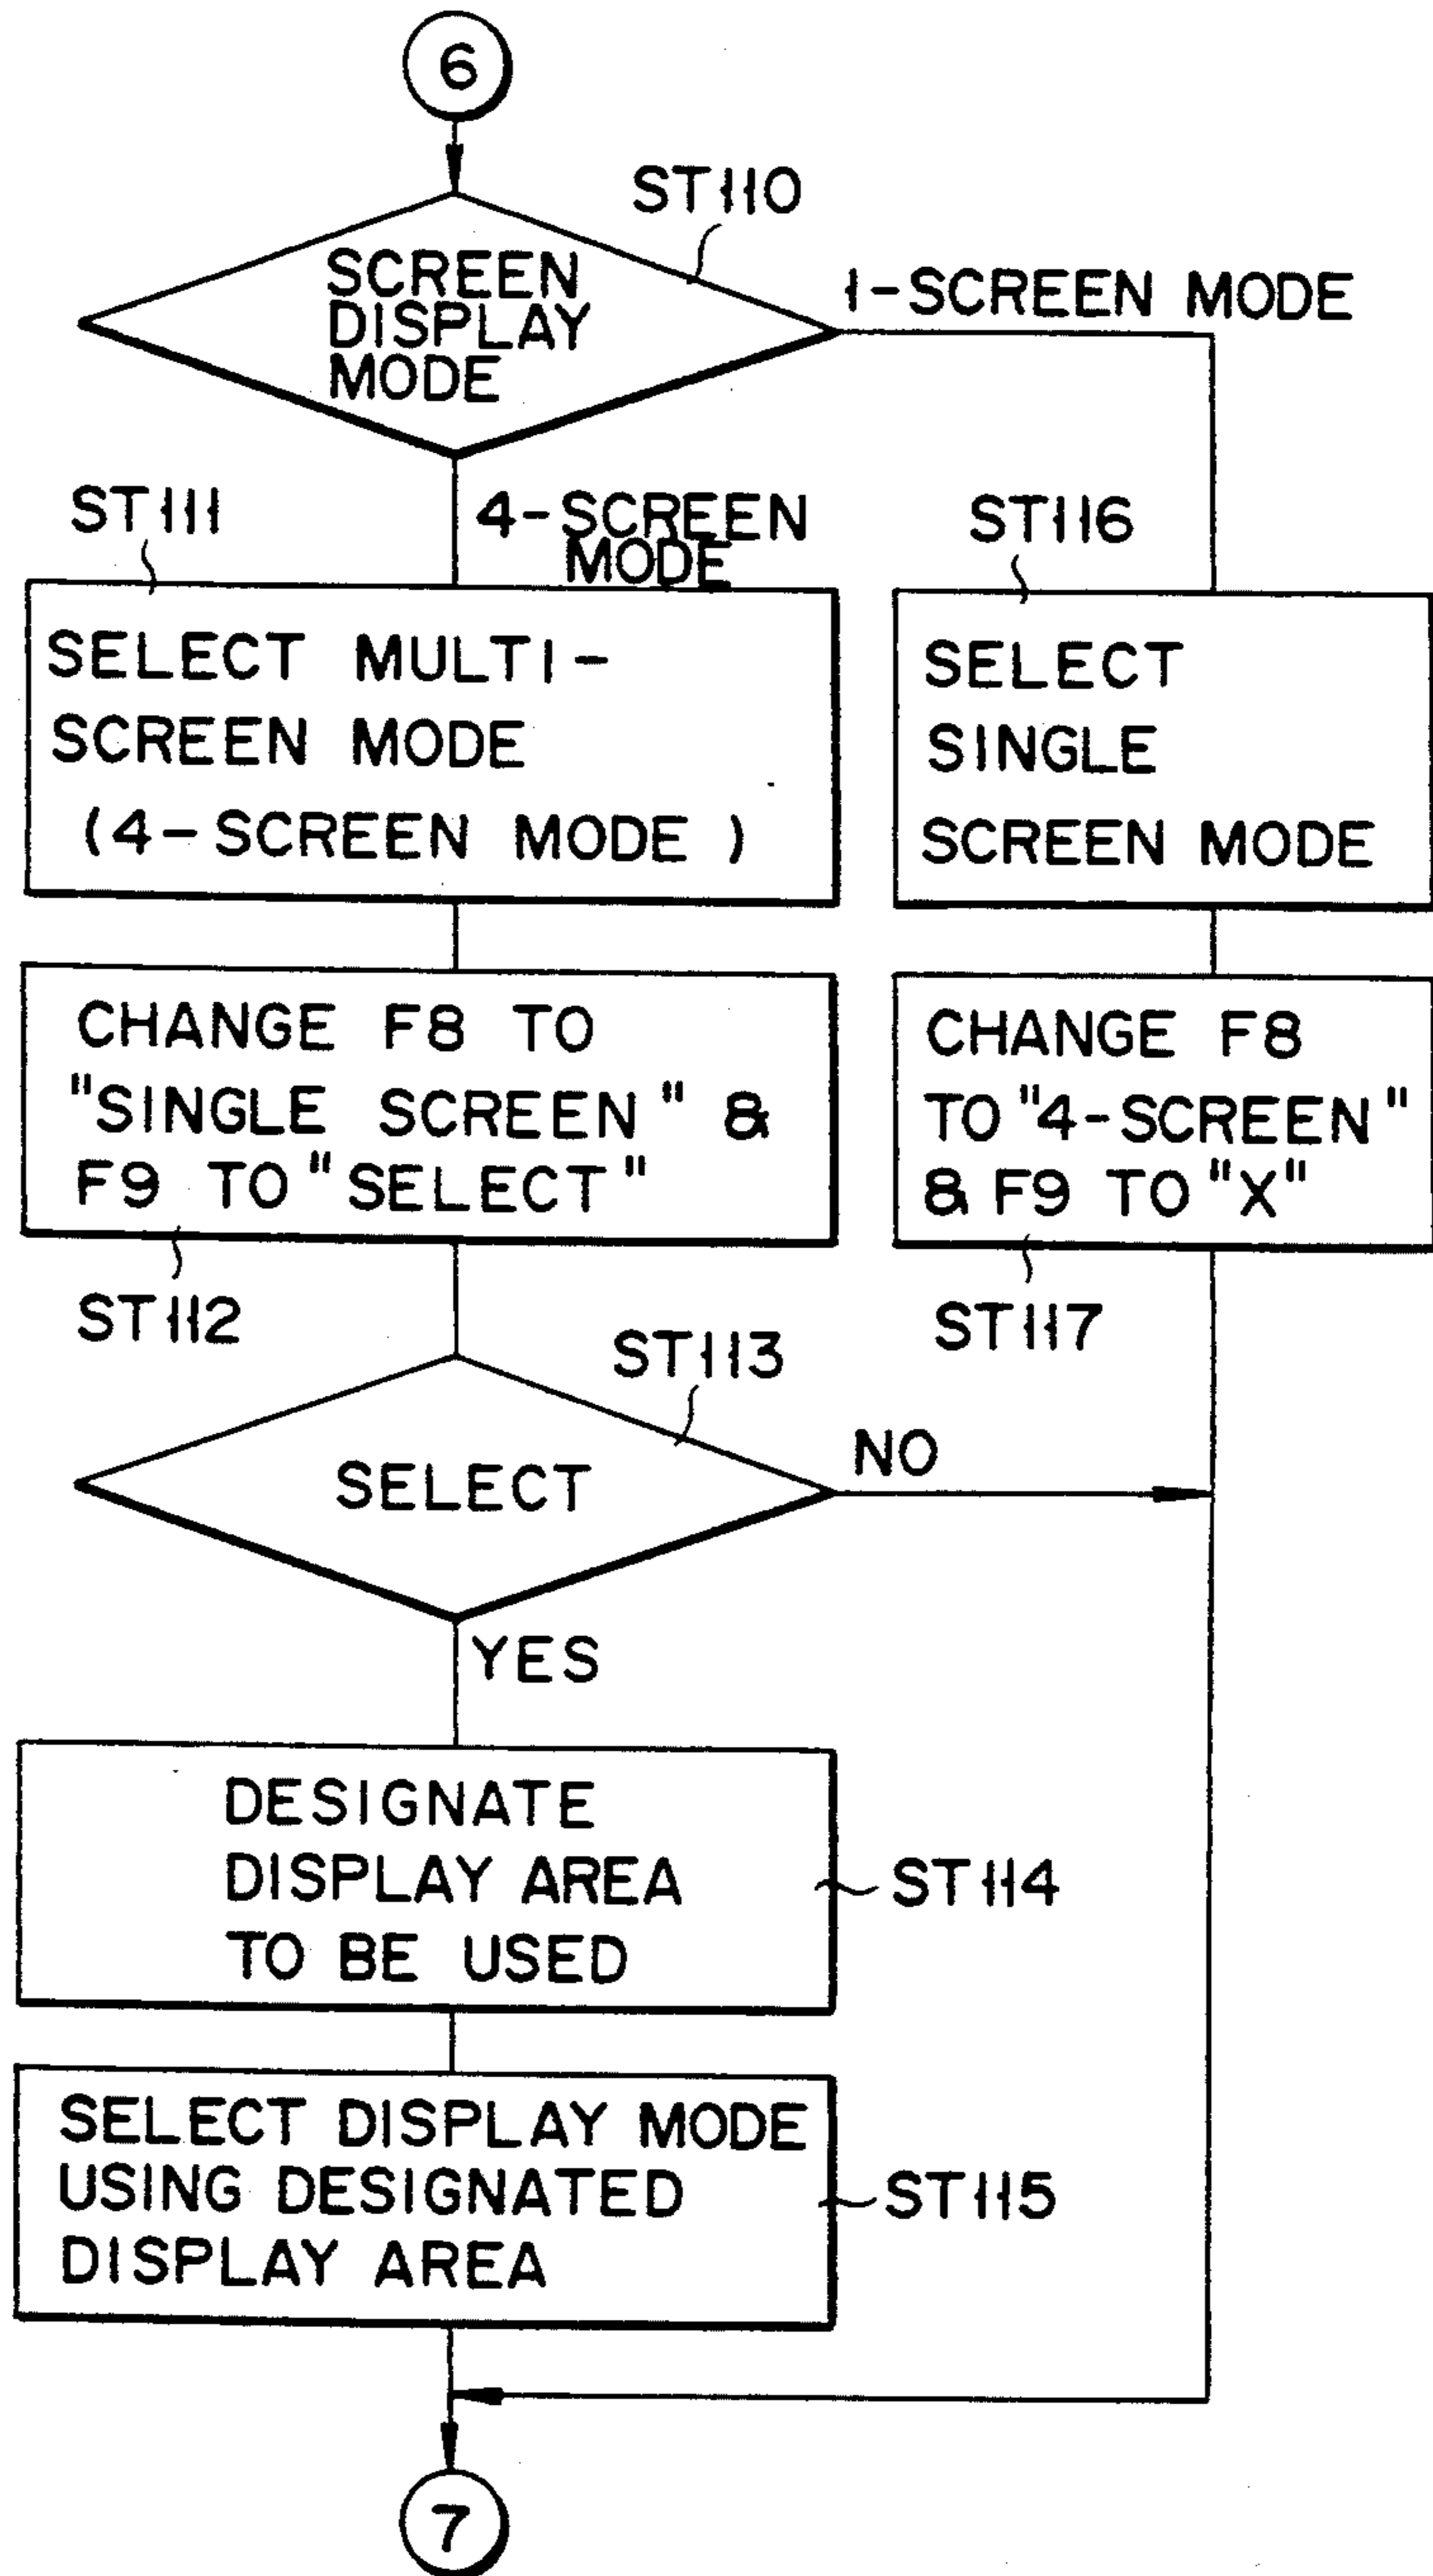 6
ST110
SCREEN
DISPLAY
MODE
1-SCREEN MODE
ST111
4-SCREEN
MODE
ST116
SELECT MULTI-
SCREEN MODE
(4-SCREEN MODE)
SELECT
SINGLE
SCREEN MODE
CHANGE F8 TO
"SINGLE SCREEN" &
F9 TO "SELECT"
CHANGE F8
TO "4-SCREEN"
& F9 TO "X"
ST112
ST117
ST113
SELECT
NO
YES
DESIGNATE
DISPLAY AREA
TO BE USED
ST114
SELECT DISPLAY MODE
USING DESIGNATED
DISPLAY AREA
ST115
7